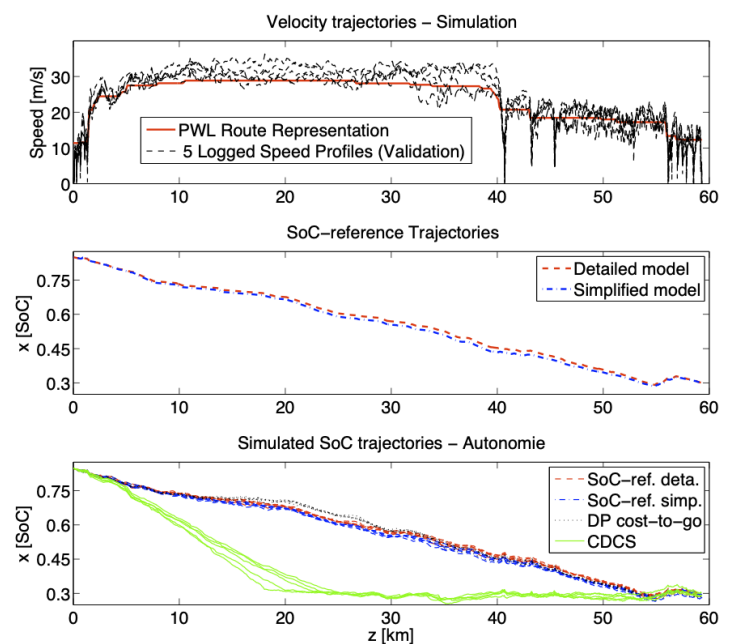 Velocity trajectories − Simulation
Speed [m/s]
30
20
10
0
PWL Route Representation
5 Logged Speed Profiles (Validation)
0 10 20 30 40 50 60
SoC−reference Trajectories
x [SoC]
0.75
0.6
0.45
0.3
Detailed model
Simplified model
0 10 20 30 40 50 60
Simulated SoC trajectories − Autonomie
x [SoC]
0.75
0.6
0.45
0.3
SoC−ref. deta.
SoC−ref. simp.
DP cost−to−go
CDCS
0 10 20 30 40 50 60
z [km]